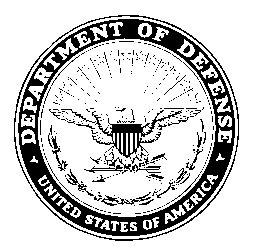 DEPARTMENT OF DEFENSE
UNITED STATES OF AMERICA